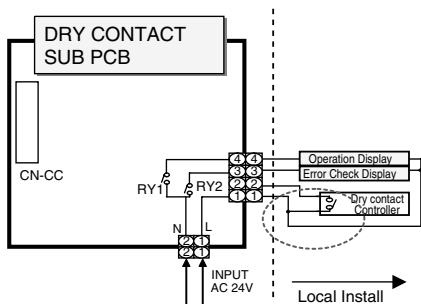 DRY CONTACT
SUB PCB
CN-CC
RY1
RY2
4 4
3 3
2 2
1 1
Operation Display
Error Check Display
Dry contact
Controller
N L
2 1
2 1
INPUT
AC 24V
Local Install